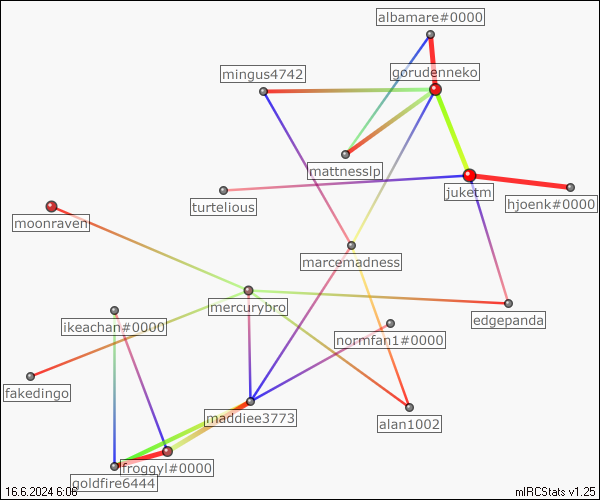 albamare#0000
mingus4742
gorudenneko
mattnesslp
juketm
hjoenk#0000
turtelious
moonraven
marcemadness
mercurybro
ikeachan#0000
edgepanda
normfan1#0000
fakedingo
maddiee3773
alan1002
froggyl#0000
goldfire6444
16.6.2024 6:06
mIRCStats v1.25